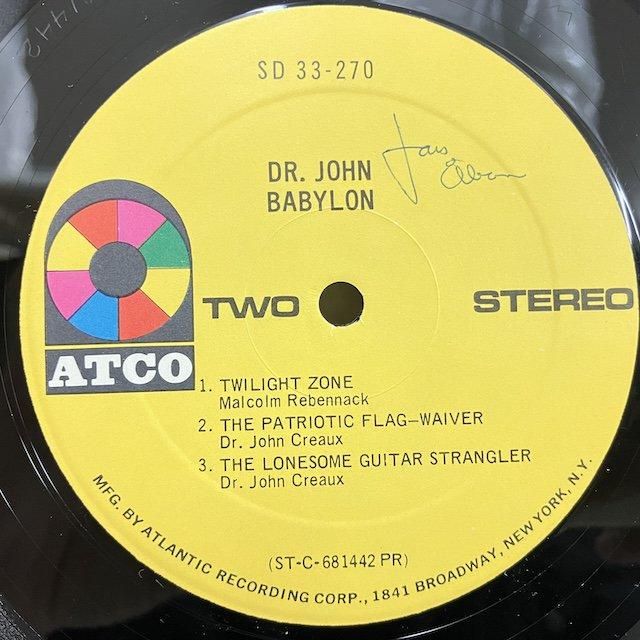 SD 33-270
DR. JOHN
BABYLON
ATCO
TWO
STEREO
1. TWILIGHT ZONE
Malcolm Rebennack
2. THE PATRIOTIC FLAG–WAIVER
Dr. John Creaux
3. THE LONESOME GUITAR STRANGLER
Dr. John Creaux
(ST-C-681442 PR)
MFG. BY ATLANTIC RECORDING CORP., 1841 BROADWAY, NEW YORK, N.Y.